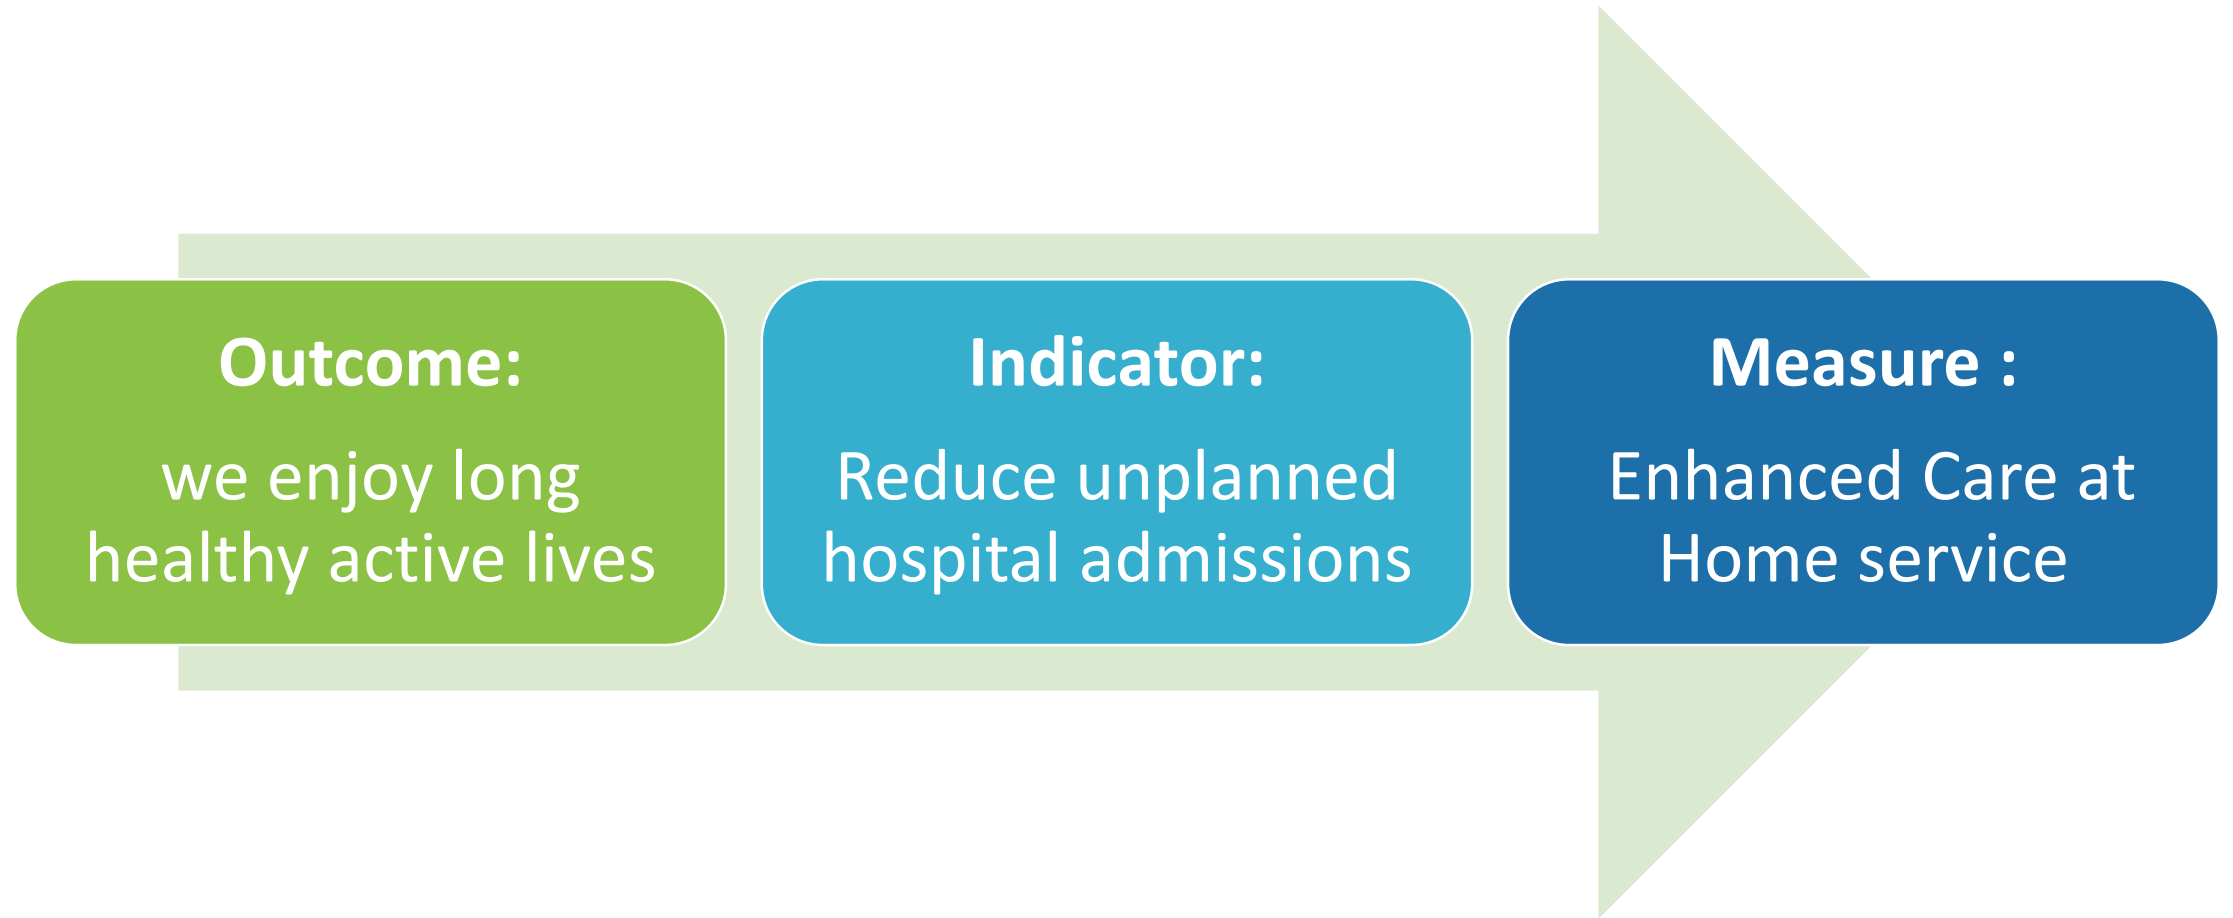 Outcome:
we enjoy long
healthy active lives
Indicator:
Reduce unplanned
hospital admissions
Measure :
Enhanced Care at
Home service